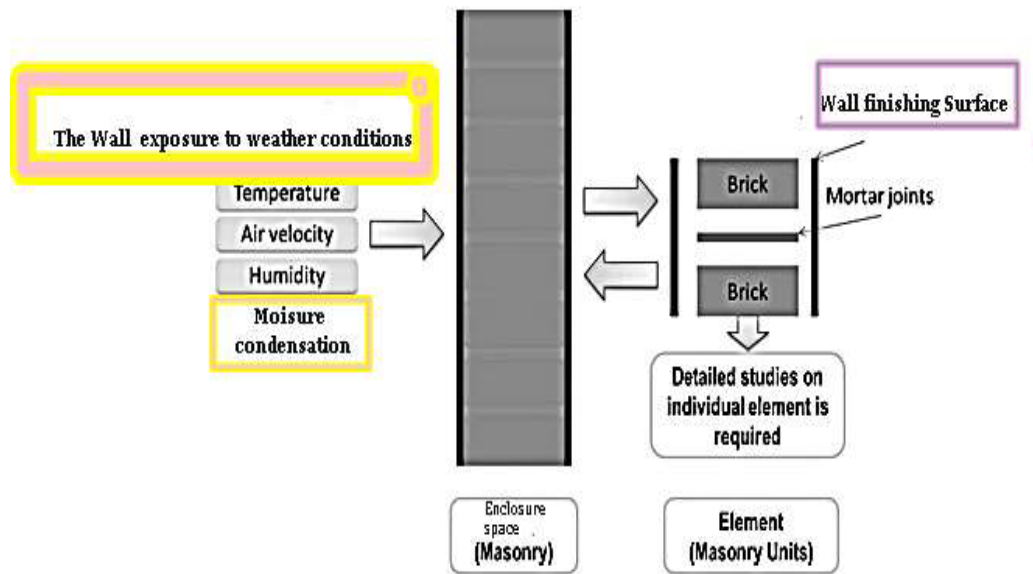 The Wall exposure to weather conditions
Temperature
Air velocity
Humidity
Moisure
condensation
Wall finishing Surface
Brick
Mortar joints
Brick
Detailed studies on
individual element is
required
Enclosure
space
(Masonry)
Element
(Masonry Units)